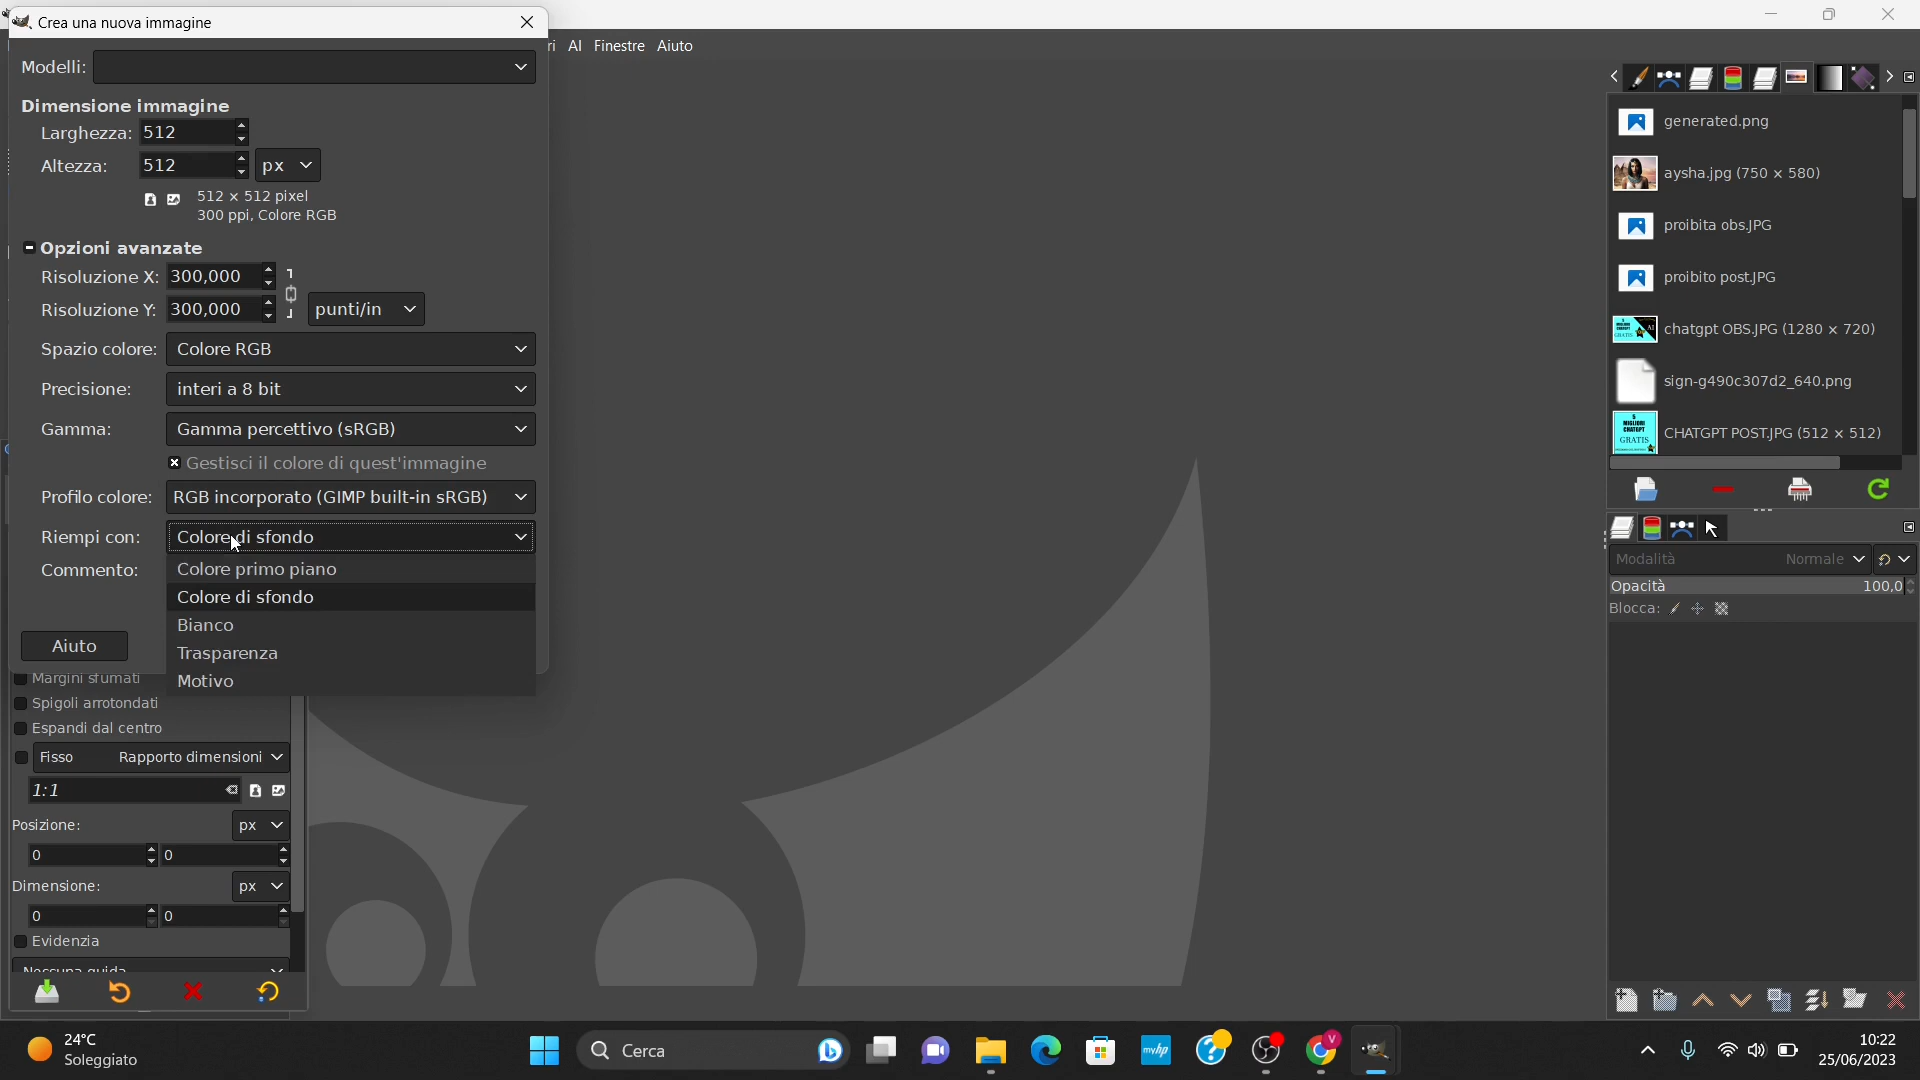 Crea una nuova immagine
ri AI Finestre Aiuto
Modelli:
Dimensione immagine
Larghezza: 512
Altezza: 512 px
512 × 512 pixel
300 ppi, Colore RGB
Opzioni avanzate
Risoluzione X: 300,000
Risoluzione Y: 300,000 punti/in
Spazio colore: Colore RGB
Precisione: interi a 8 bit
Gamma: Gamma percettivo (sRGB)
Gestisci il colore di quest'immagine
Profilo colore: RGB incorporato (GIMP built-in sRGB)
Riempi con: Colore di sfondo
Commento:
Colore primo piano
Colore di sfondo
Bianco
Trasparenza
Motivo
Aiuto
Margini sfumati
Spigoli arrotondati
Espandi dal centro
Fisso Rapporto dimensioni
1:1
Posizione: px
0 0
Dimensione: px
0 0
Evidenzia
Nessuna guida
generated.png
aysha.jpg (750 × 580)
proibita obs.JPG
proibito post.JPG
chatgpt OBS.JPG (1280 × 720)
sign-g490c307d2_640.png
CHATGPT POST.JPG (512 × 512)
5
MIGLIORI
CHATGPT
GRATIS
Modalità Normale
Opacità 100,0
Blocca:
24°C
Soleggiato
Cerca
myhp
V
10:22
25/06/2023